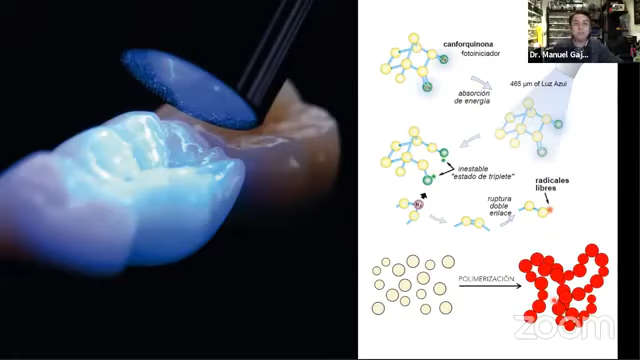 canforquinona
fotoiniciador
absorción
de energía
465 µm of Luz Azul
inestable
"estado de triplete"
radicales
libres
ruptura
doble
enlace
POLIMERIZACIÓN
Dr. Manuel Gaj...
zoom